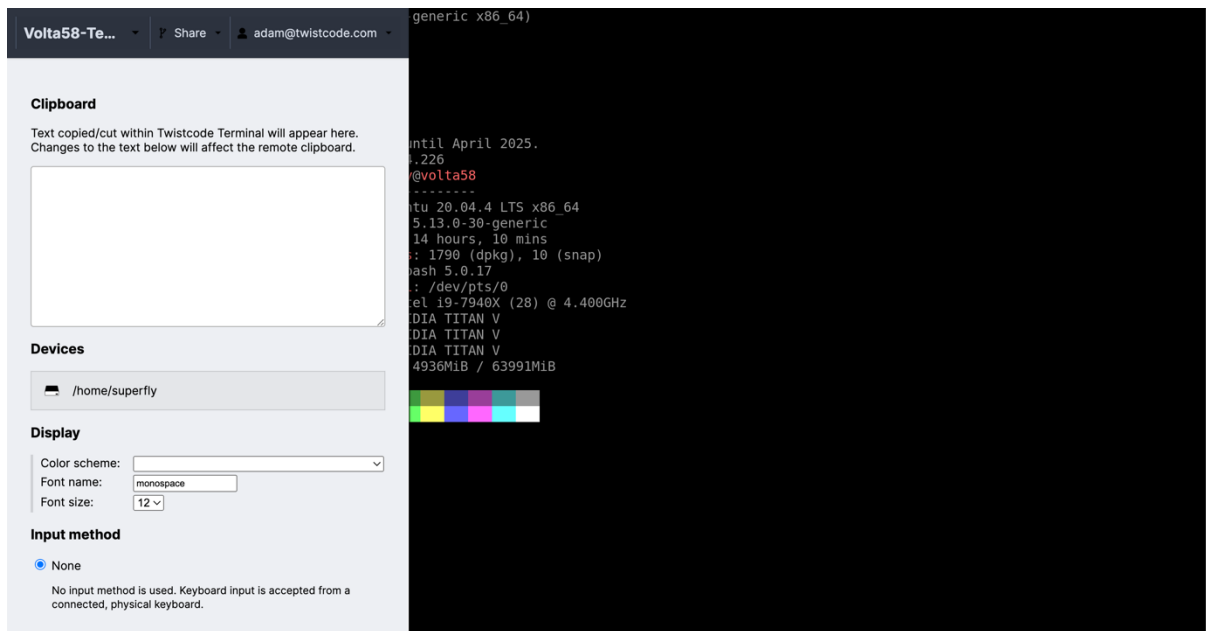 Volta58-Te...
Share
adam@twistcode.com
Clipboard
Text copied/cut within Twistcode Terminal will appear here.
Changes to the text below will affect the remote clipboard.
Devices
/home/superfly
Display
Color scheme:
Font name: monospace
Font size: 12
Input method
None
No input method is used. Keyboard input is accepted from a
connected, physical keyboard.
-generic x86_64)
until April 2025.
.226
@volta58
---------
tu 20.04.4 LTS x86_64
5.13.0-30-generic
14 hours, 10 mins
: 1790 (dpkg), 10 (snap)
bash 5.0.17
: /dev/pts/0
tel i9-7940X (28) @ 4.400GHz
IDIA TITAN V
IDIA TITAN V
IDIA TITAN V
4936MiB / 63991MiB